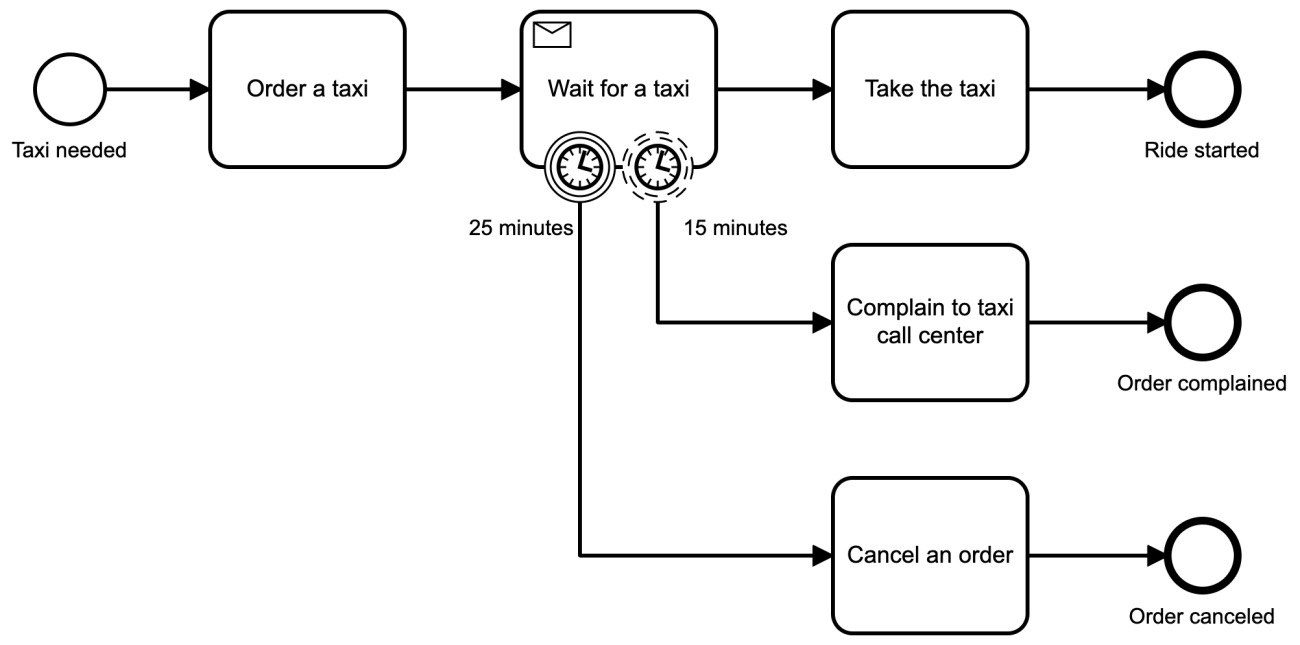 Order a taxi
Wait for a taxi
Take the taxi
Taxi needed
Ride started
25 minutes
15 minutes
Complain to taxi
call center
Order complained
Cancel an order
Order canceled